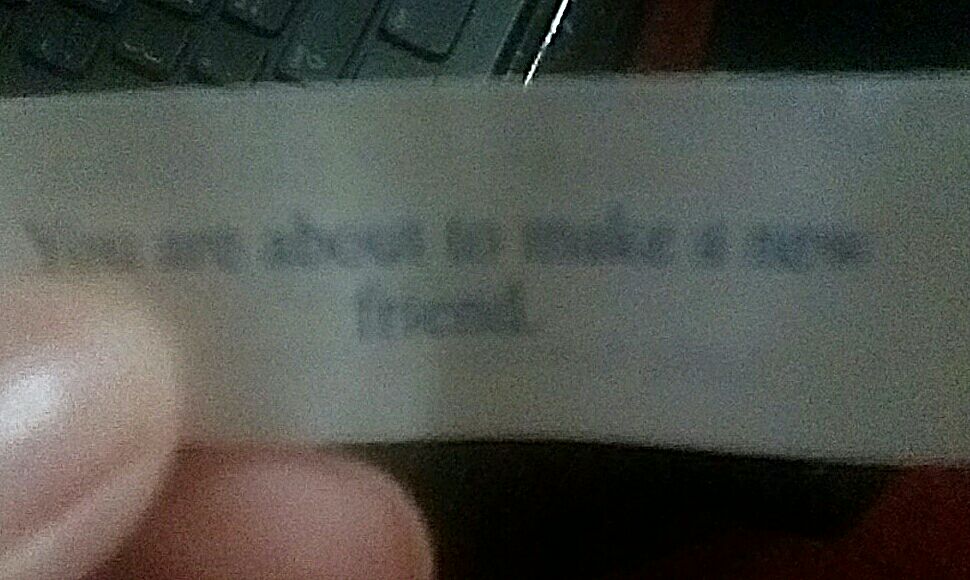 You are about to make a new
friend